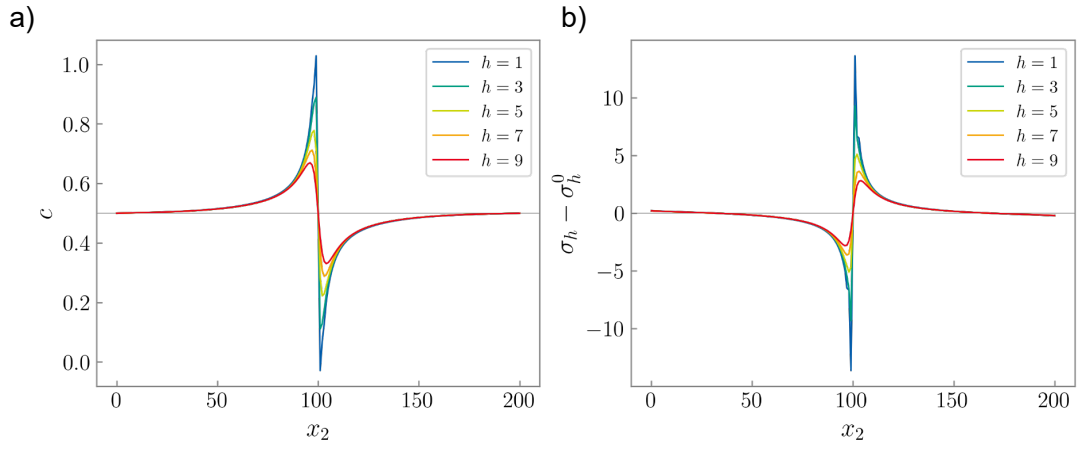 a)
c
1.0
0.8
0.6
0.4
0.2
0.0
h = 1
h = 3
h = 5
h = 7
h = 9
0 50 100 150 200
x₂
b)
σₕ − σₕ⁰
10
5
0
−5
−10
h = 1
h = 3
h = 5
h = 7
h = 9
0 50 100 150 200
x₂